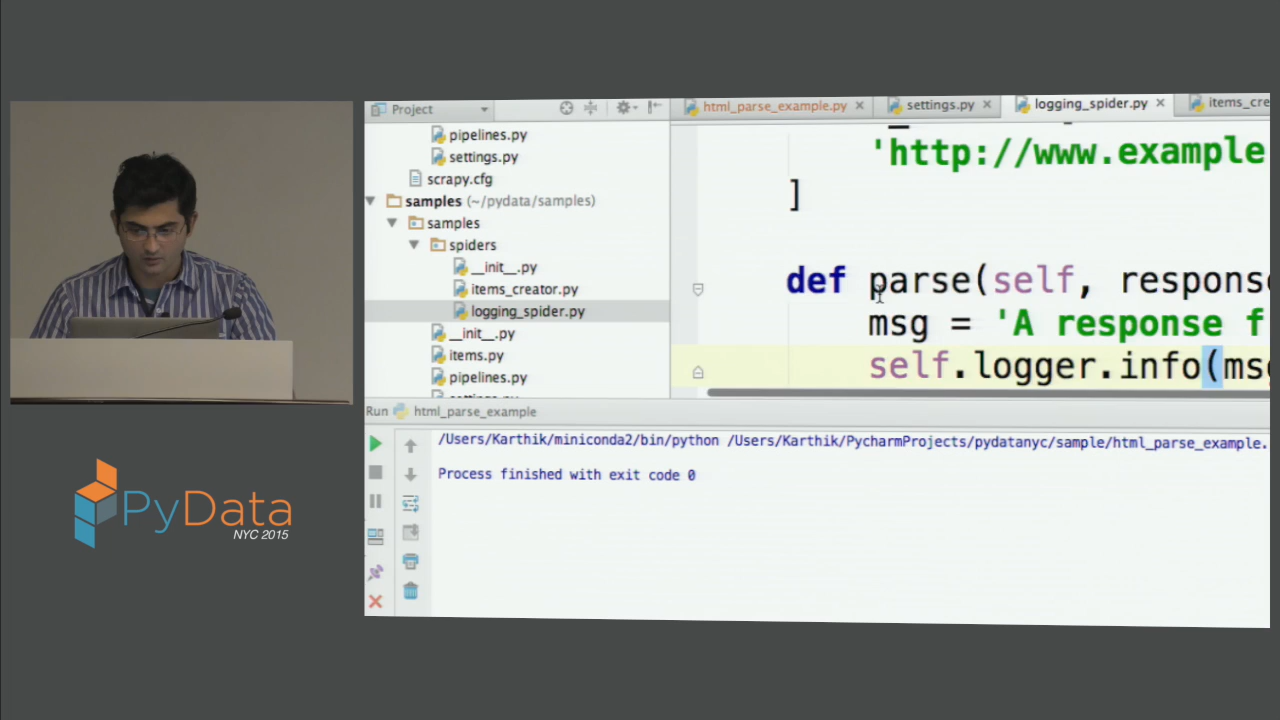 Project
html_parse_example.py
settings.py
logging_spider.py
items_cre
pipelines.py
settings.py
scrapy.cfg
samples (~/pydata/samples)
samples
spiders
__init__.py
items_creator.py
logging_spider.py
__init__.py
items.py
pipelines.py
'http://www.example
]
def parse(self, response
msg = 'A response f
self.logger.info(msg
Run html_parse_example
/Users/Karthik/miniconda2/bin/python /Users/Karthik/PycharmProjects/pydatanyc/sample/html_parse_example.
Process finished with exit code 0
PyData
NYC 2015